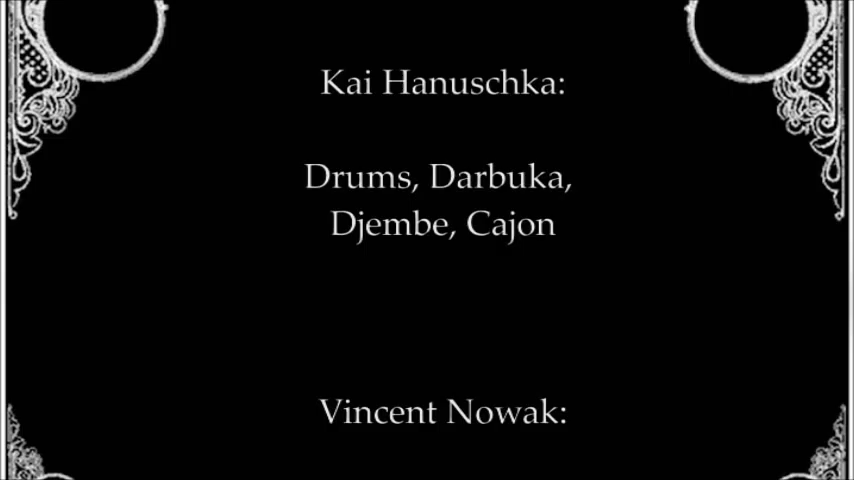 Kai Hanuschka:
Drums, Darbuka,
Djembe, Cajon
Vincent Nowak: